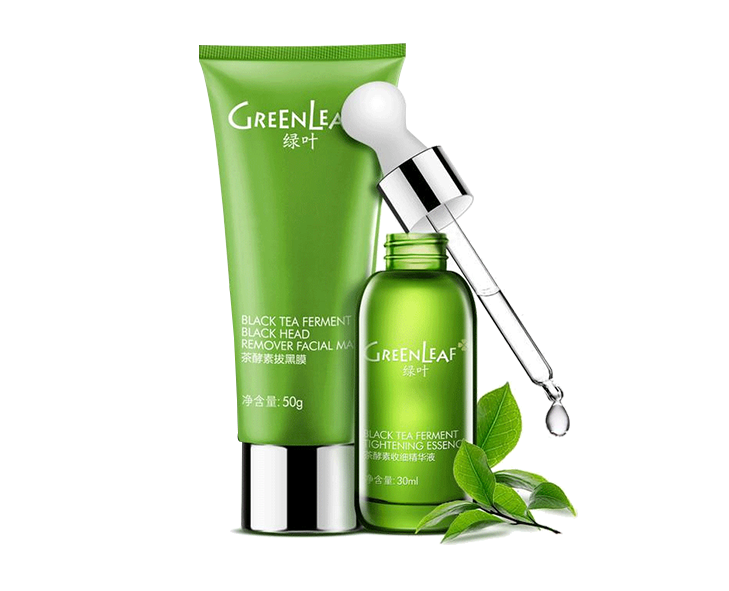 GREENLEA
绿叶
BLACK TEA FERMENT
BLACK HEAD
REMOVER FACIAL MA
茶酵素拔黑膜
净含量: 50g
GREENLEAF
绿叶
BLACK TEA FERMENT
TIGHTENING ESSENC
茶酵素收细精华液
净含量: 30ml